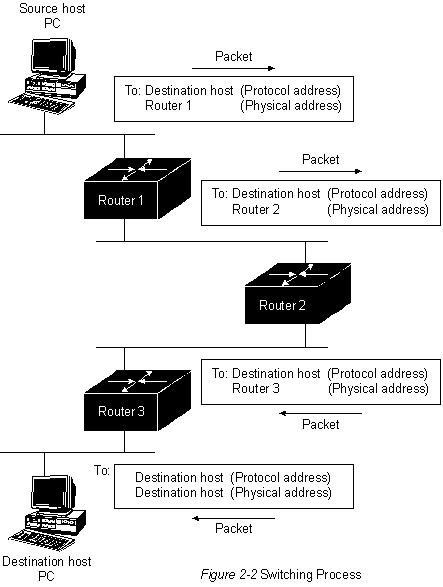 Source host
PC
Packet
To: Destination host (Protocol address)
Router 1 (Physical address)
Router 1
Packet
To: Destination host (Protocol address)
Router 2 (Physical address)
Router 2
To: Destination host (Protocol address)
Router 3 (Physical address)
Packet
Router 3
To:
Destination host (Protocol address)
Destination host (Physical address)
Packet
Destination host
PC
Figure 2-2 Switching Process